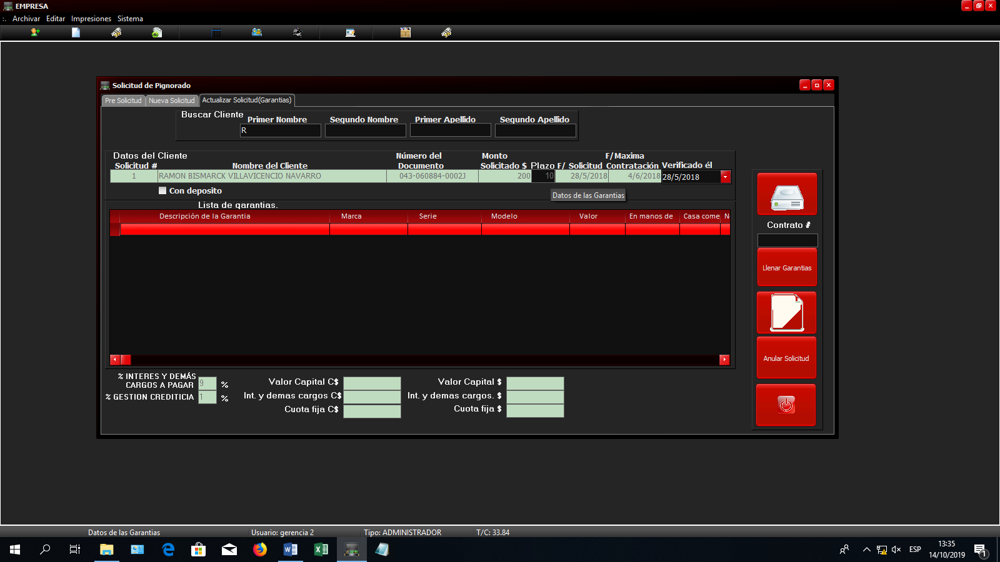 EMPRESA
Archivar Editar Impresiones Sistema
Solicitud de Pignorado
Pre Solicitud Nueva Solicitud Actualizar Solicitud(Garantias)
Buscar Cliente
Primer Nombre Segundo Nombre Primer Apellido Segundo Apellido
R
Datos del Cliente
Solicitud # Nombre del Cliente Número del Documento Monto Solicitado $ Plazo F/ Solicitud F/Maxima Contratación Verificado él
1 RAMON BISMARCK VILLAVICENCIO NAVARRO 043-060884-0002J 200 10 28/5/2018 4/6/2018 28/5/2018
Con deposito
Datos de las Garantias
Lista de garantias.
Descripción de la Garantia Marca Serie Modelo Valor En manos de Casa come
Contrato #
Llenar Garantias
Anular Solicitud
% INTERES Y DEMÁS CARGOS A PAGAR 9 %
% GESTION CREDITICIA 1 %
Valor Capital C$
Int. y demas cargos C$
Cuota fija C$
Valor Capital $
Int. y demas cargos. $
Cuota fija $
Datos de las Garantias Usuario: gerencia 2 Tipo: ADMINISTRADOR T/C: 33.84
ESP
13:35
14/10/2019
1